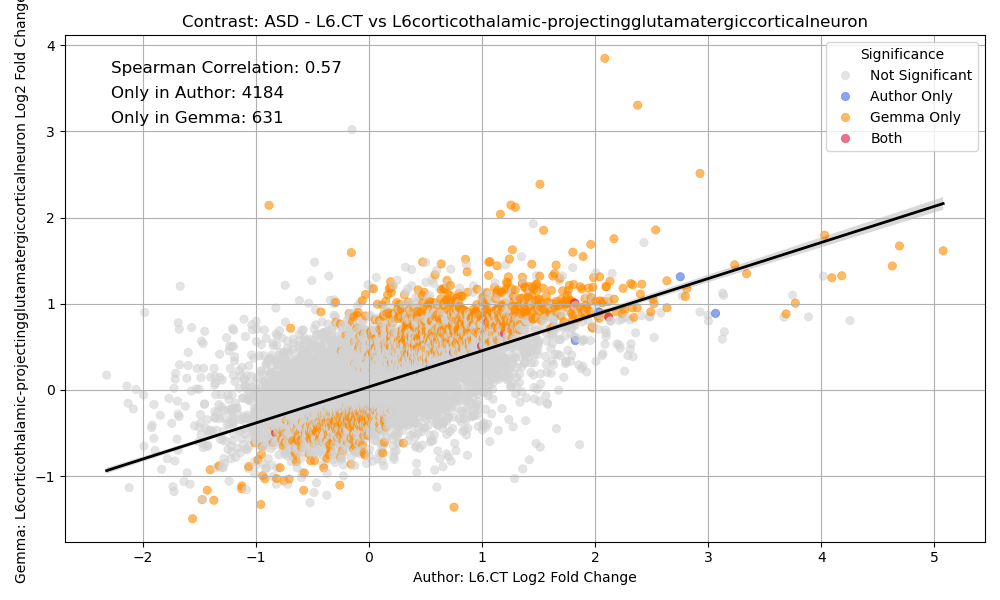 Contrast: ASD - L6.CT vs L6corticothalamic-projectingglutamatergiccorticalneuron
Spearman Correlation: 0.57
Only in Author: 4184
Only in Gemma: 631
Significance
Not Significant
Author Only
Gemma Only
Both
4
3
2
1
0
−1
−2
−1
0
1
2
3
4
5
Author: L6.CT Log2 Fold Change
Gemma: L6corticothalamic-projectingglutamatergiccorticalneuron Log2 Fold Change